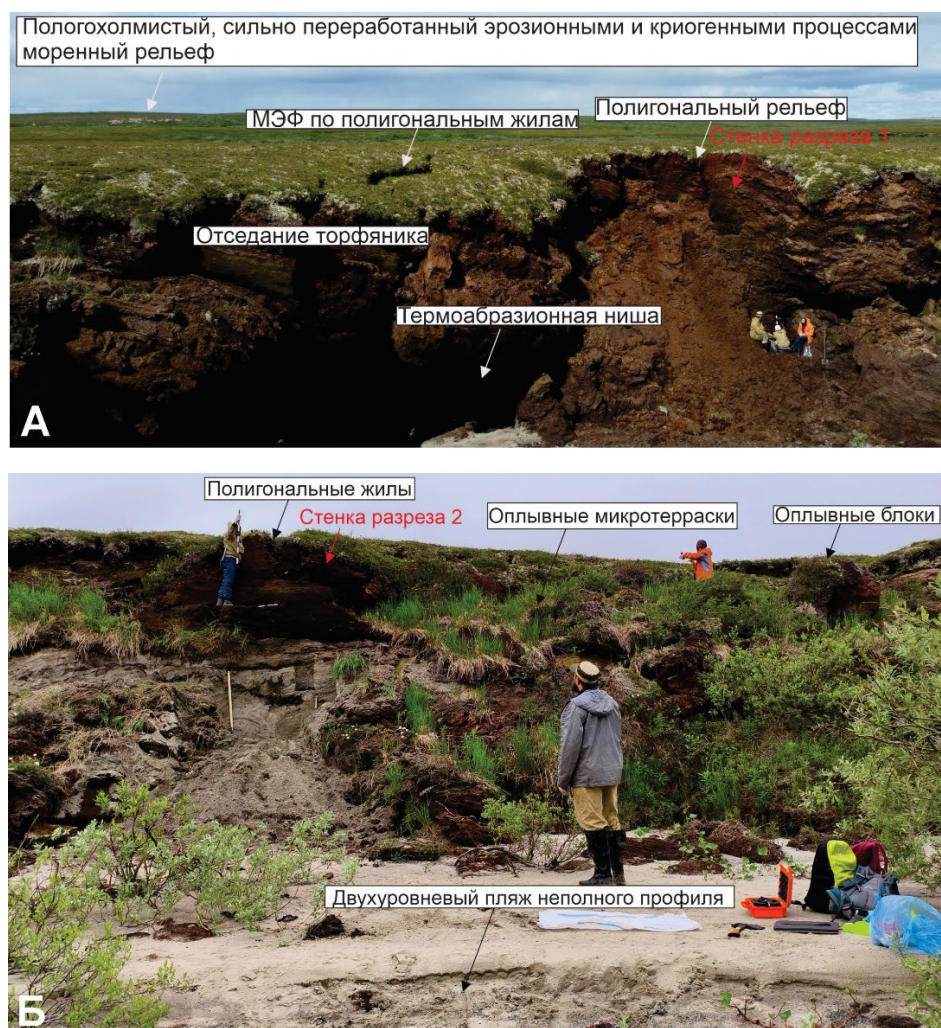 Пологохолмистый, сильно переработанный эрозионными и криогенными процессами
моренный рельеф
МЭФ по полигональным жилам
Полигональный рельеф
Стенка разреза 1
Отседание торфяника
Термоабразионная ниша
А
Полигональные жилы
Стенка разреза 2
Оплывные микротерраски
Оплывные блоки
Двухуровневый пляж неполного профиля
Б